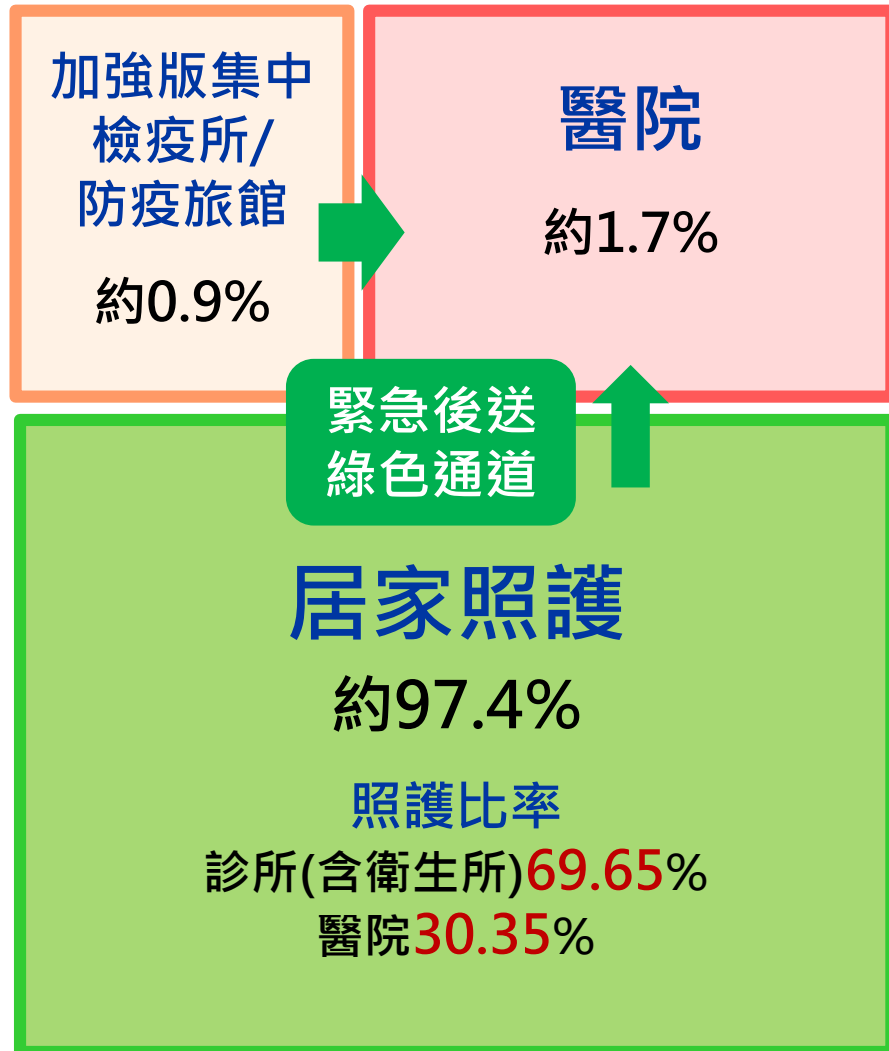 加強版集中
檢疫所/
防疫旅館
約0.9%
醫院
約1.7%
緊急後送
綠色通道
居家照護
約97.4%
照護比率
診所(含衛生所)69.65%
醫院30.35%